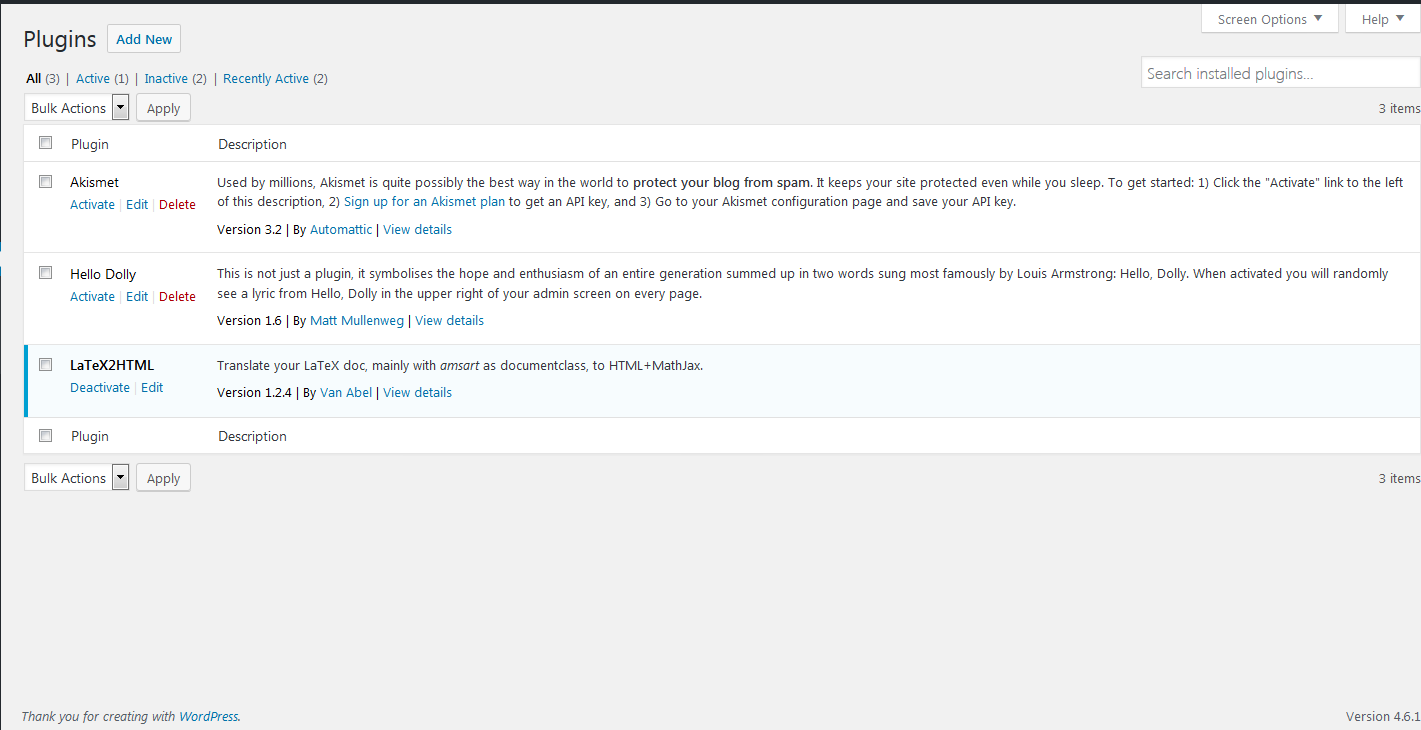 Screen Options ▼ Help ▼
Plugins Add New
All (3) | Active (1) | Inactive (2) | Recently Active (2)
Search installed plugins...
Bulk Actions Apply 3 items
Plugin Description
Akismet Used by millions, Akismet is quite possibly the best way in the world to protect your blog from spam. It keeps your site protected even while you sleep. To get started: 1) Click the "Activate" link to the left
Activate | Edit | Delete of this description, 2) Sign up for an Akismet plan to get an API key, and 3) Go to your Akismet configuration page and save your API key.
Version 3.2 | By Automattic | View details
Hello Dolly This is not just a plugin, it symbolises the hope and enthusiasm of an entire generation summed up in two words sung most famously by Louis Armstrong: Hello, Dolly. When activated you will randomly
Activate | Edit | Delete see a lyric from Hello, Dolly in the upper right of your admin screen on every page.
Version 1.6 | By Matt Mullenweg | View details
LaTeX2HTML Translate your LaTeX doc, mainly with amsart as documentclass, to HTML+MathJax.
Deactivate | Edit
Version 1.2.4 | By Van Abel | View details
Plugin Description
Bulk Actions Apply 3 items
Thank you for creating with WordPress. Version 4.6.1